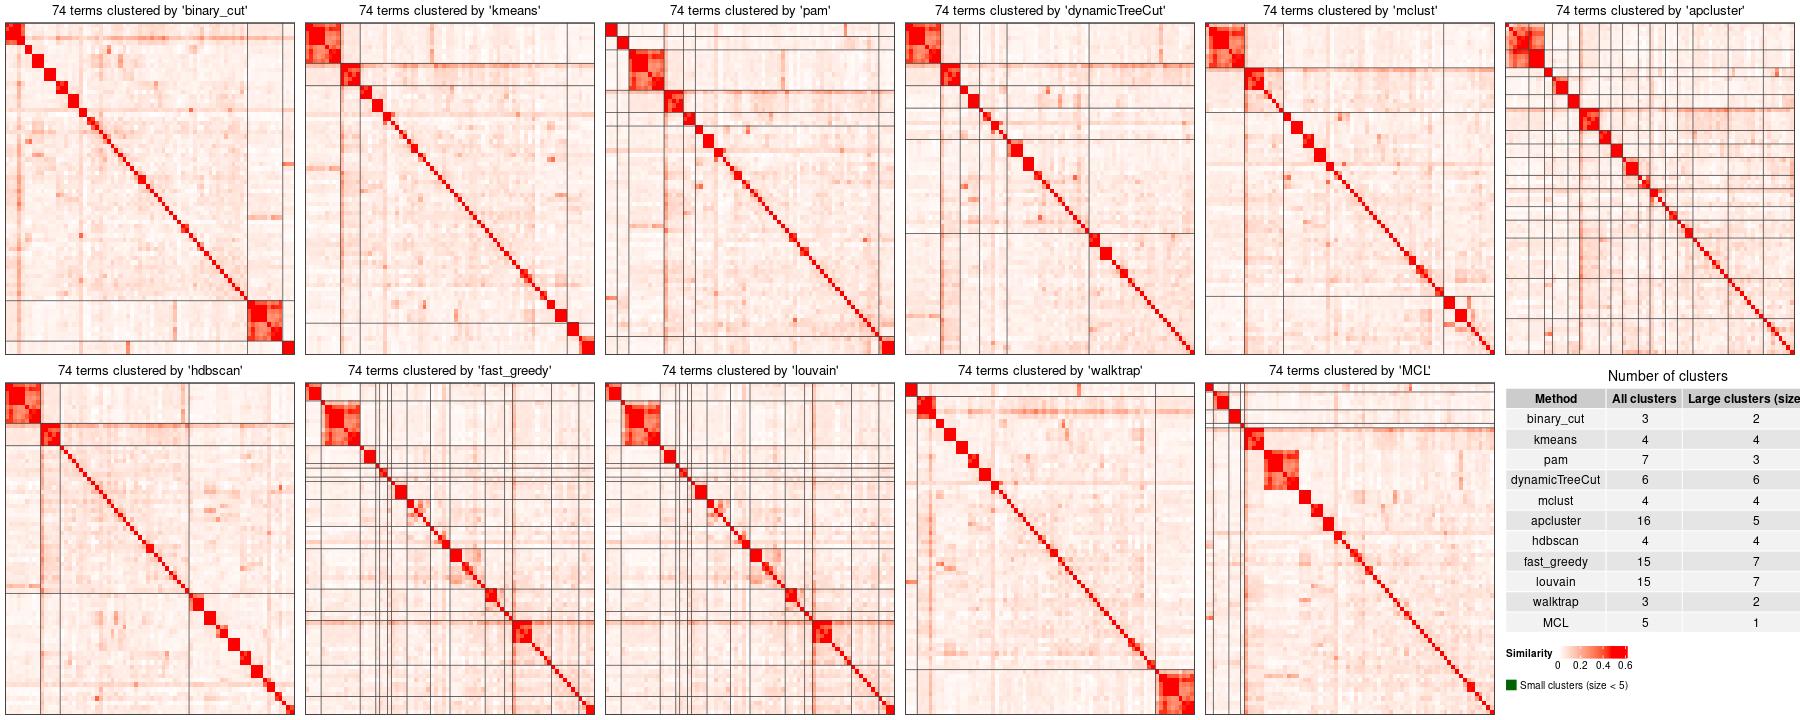 74 terms clustered by 'binary_cut'
74 terms clustered by 'kmeans'
74 terms clustered by 'pam'
74 terms clustered by 'dynamicTreeCut'
74 terms clustered by 'mclust'
74 terms clustered by 'apcluster'
74 terms clustered by 'hdbscan'
74 terms clustered by 'fast_greedy'
74 terms clustered by 'louvain'
74 terms clustered by 'walktrap'
74 terms clustered by 'MCL'
Number of clusters
Method All clusters Large clusters (size
binary_cut 3 2
kmeans 4 4
pam 7 3
dynamicTreeCut 6 6
mclust 4 4
apcluster 16 5
hdbscan 4 4
fast_greedy 15 7
louvain 15 7
walktrap 3 2
MCL 5 1
Similarity
0 0.2 0.4 0.6
Small clusters (size < 5)